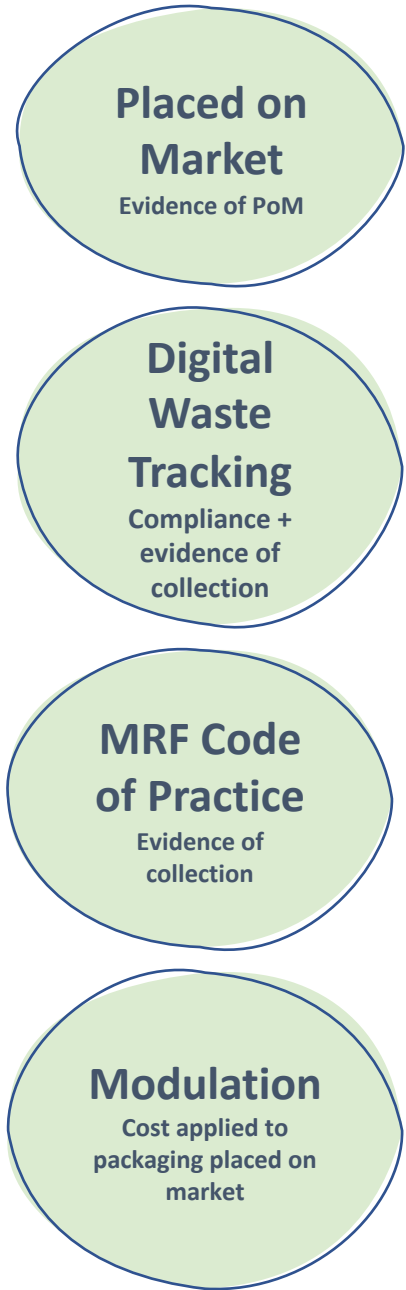 Placed on
Market
Evidence of PoM
Digital
Waste
Tracking
Compliance +
evidence of
collection
MRF Code
of Practice
Evidence of
collection
Modulation
Cost applied to
packaging placed on
market